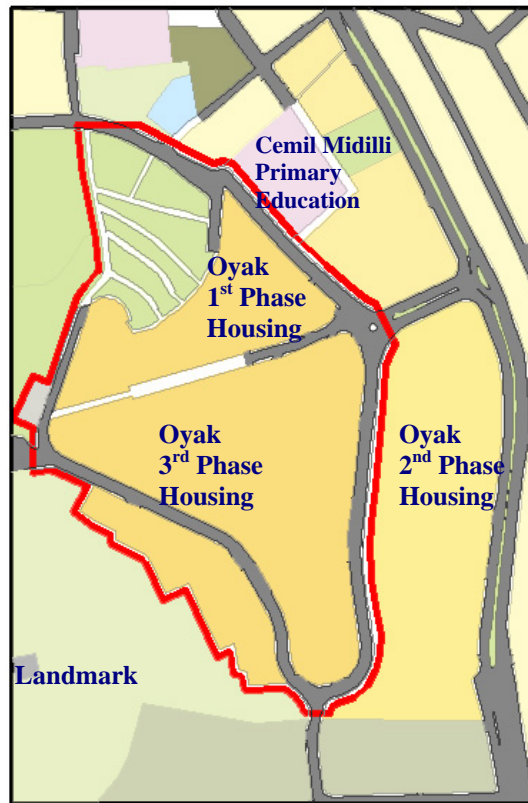 Cemil Midilli
Primary
Education
Oyak
1st Phase
Housing
Oyak
3rd Phase
Housing
Oyak
2nd Phase
Housing
Landmark